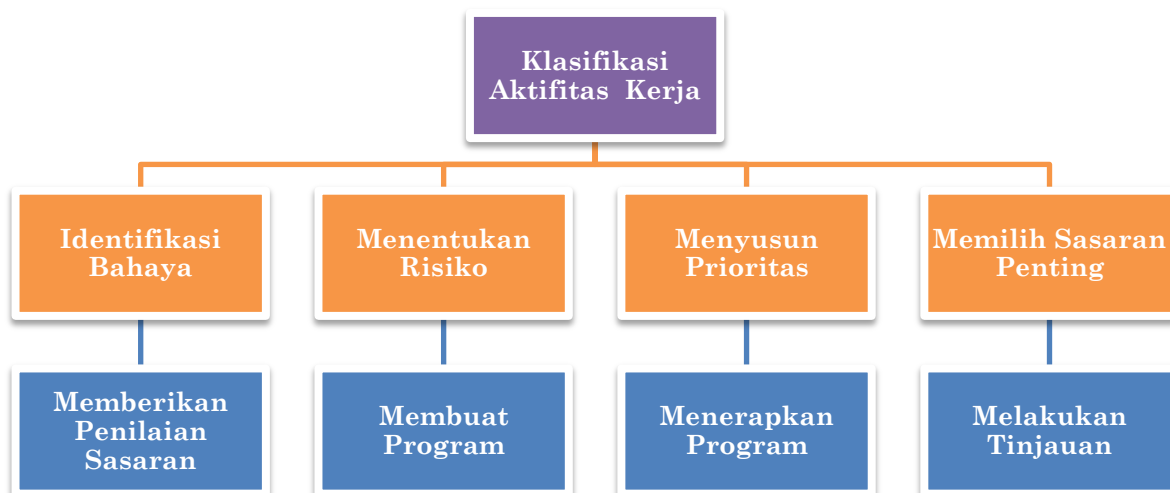 Klasifikasi
Aktifitas Kerja
Identifikasi
Bahaya
Menentukan
Risiko
Menyusun
Prioritas
Memilih Sasaran
Penting
Memberikan
Penilaian
Sasaran
Membuat
Program
Menerapkan
Program
Melakukan
Tinjauan